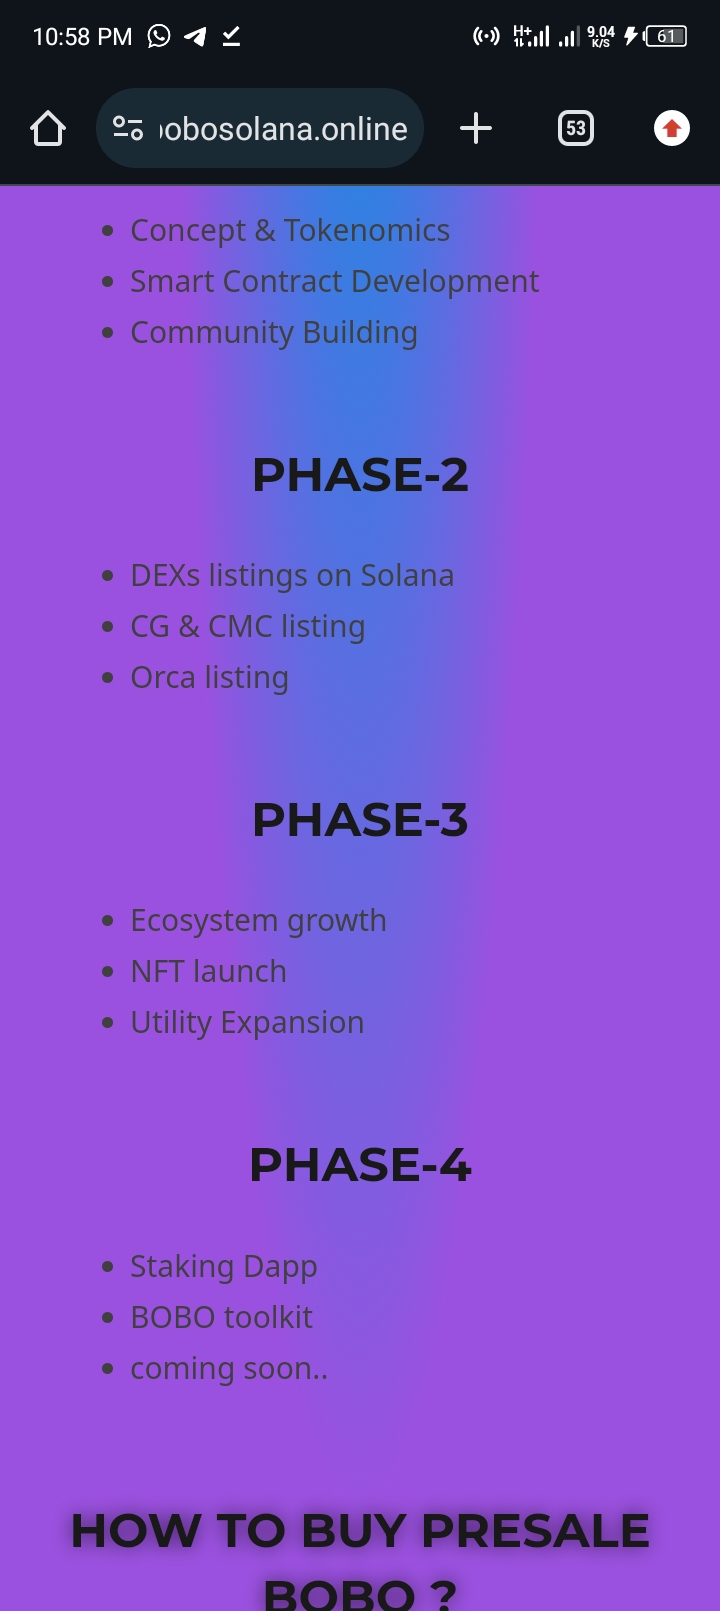 10:58 PM
H+
9.04
K/S
61
obosolana.online
53
Concept & Tokenomics
Smart Contract Development
Community Building
PHASE-2
DEXs listings on Solana
CG & CMC listing
Orca listing
PHASE-3
Ecosystem growth
NFT launch
Utility Expansion
PHASE-4
Staking Dapp
BOBO toolkit
coming soon..
HOW TO BUY PRESALE
BOBO ?